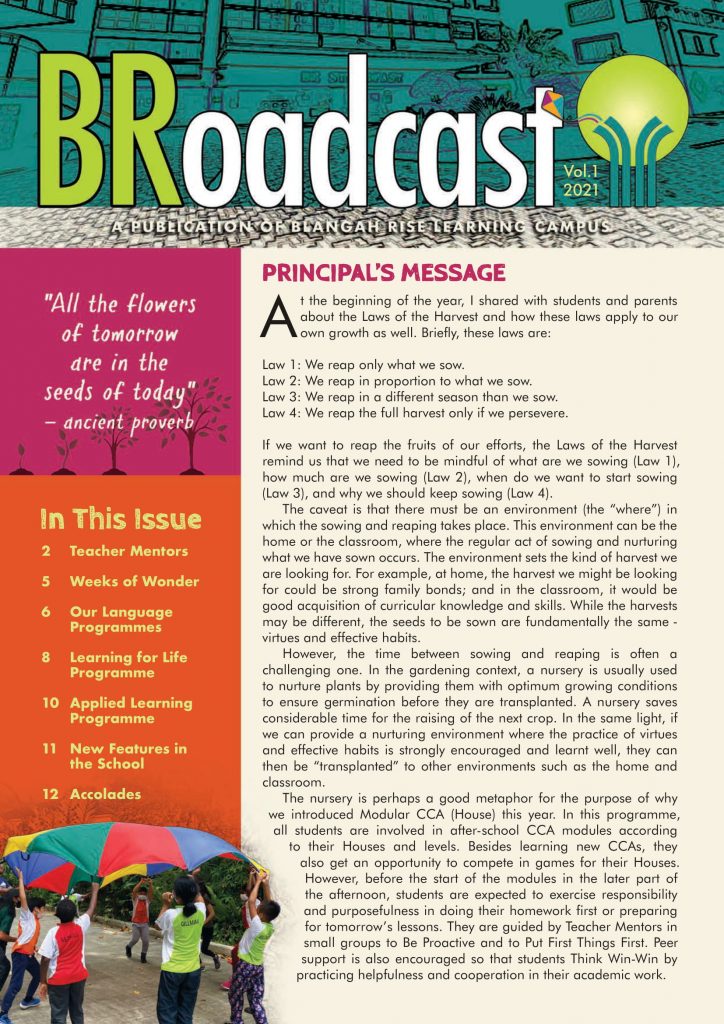 BRoadcast
Vol.1
2021
A PUBLICATION OF BLANGAH RISE LEARNING CAMPUS
"All the flowers
of tomorrow
are in the
seeds of today"
– ancient proverb
In This Issue
2 Teacher Mentors
5 Weeks of Wonder
6 Our Language
Programmes
8 Learning for Life
Programme
10 Applied Learning
Programme
11 New Features in
the School
12 Accolades
PRINCIPAL'S MESSAGE
At the beginning of the year, I shared with students and parents
about the Laws of the Harvest and how these laws apply to our
own growth as well. Briefly, these laws are:
Law 1: We reap only what we sow.
Law 2: We reap in proportion to what we sow.
Law 3: We reap in a different season than we sow.
Law 4: We reap the full harvest only if we persevere.
If we want to reap the fruits of our efforts, the Laws of the Harvest
remind us that we need to be mindful of what are we sowing (Law 1),
how much are we sowing (Law 2), when do we want to start sowing
(Law 3), and why we should keep sowing (Law 4).
The caveat is that there must be an environment (the "where") in
which the sowing and reaping takes place. This environment can be the
home or the classroom, where the regular act of sowing and nurturing
what we have sown occurs. The environment sets the kind of harvest we
are looking for. For example, at home, the harvest we might be looking
for could be strong family bonds; and in the classroom, it would be
good acquisition of curricular knowledge and skills. While the harvests
may be different, the seeds to be sown are fundamentally the same -
virtues and effective habits.
However, the time between sowing and reaping is often a
challenging one. In the gardening context, a nursery is usually used
to nurture plants by providing them with optimum growing conditions
to ensure germination before they are transplanted. A nursery saves
considerable time for the raising of the next crop. In the same light, if
we can provide a nurturing environment where the practice of virtues
and effective habits is strongly encouraged and learnt well, they can
then be "transplanted" to other environments such as the home and
classroom.
The nursery is perhaps a good metaphor for the purpose of why
we introduced Modular CCA (House) this year. In this programme,
all students are involved in after-school CCA modules according
to their Houses and levels. Besides learning new CCAs, they
also get an opportunity to compete in games for their Houses.
However, before the start of the modules in the later part of
the afternoon, students are expected to exercise responsibility
and purposefulness in doing their homework first or preparing
for tomorrow's lessons. They are guided by Teacher Mentors in
small groups to Be Proactive and to Put First Things First. Peer
support is also encouraged so that students Think Win-Win by
practicing helpfulness and cooperation in their academic work.